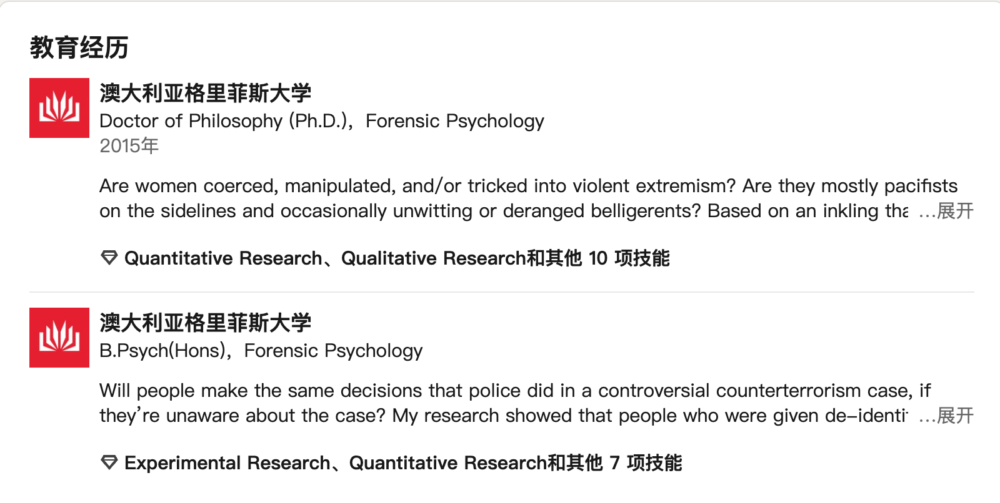 教育经历
澳大利亚格里菲斯大学
Doctor of Philosophy (Ph.D.)，Forensic Psychology
2015年
Are women coerced, manipulated, and/or tricked into violent extremism? Are they mostly pacifists
on the sidelines and occasionally unwitting or deranged belligerents? Based on an inkling …展开
Quantitative Research、Qualitative Research和其他 10 项技能
澳大利亚格里菲斯大学
B.Psych(Hons)，Forensic Psychology
Will people make the same decisions that police did in a controversial counterterrorism case, if
they’re unaware about the case? My research showed that people who were given …展开
Experimental Research、Quantitative Research和其他 7 项技能